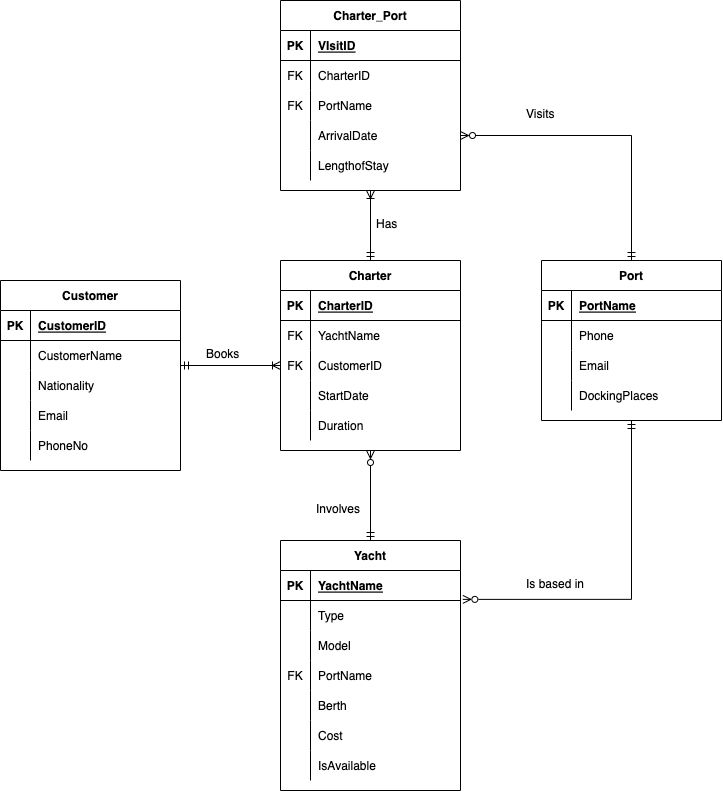 Charter_Port
PK VIsitID
FK CharterID
FK PortName
ArrivalDate
LengthofStay
Visits
Has
Customer
PK CustomerID
CustomerName
Nationality
Email
PhoneNo
Books
Charter
PK CharterID
FK YachtName
FK CustomerID
StartDate
Duration
Port
PK PortName
Phone
Email
DockingPlaces
Involves
Is based in
Yacht
PK YachtName
Type
Model
FK PortName
Berth
Cost
IsAvailable